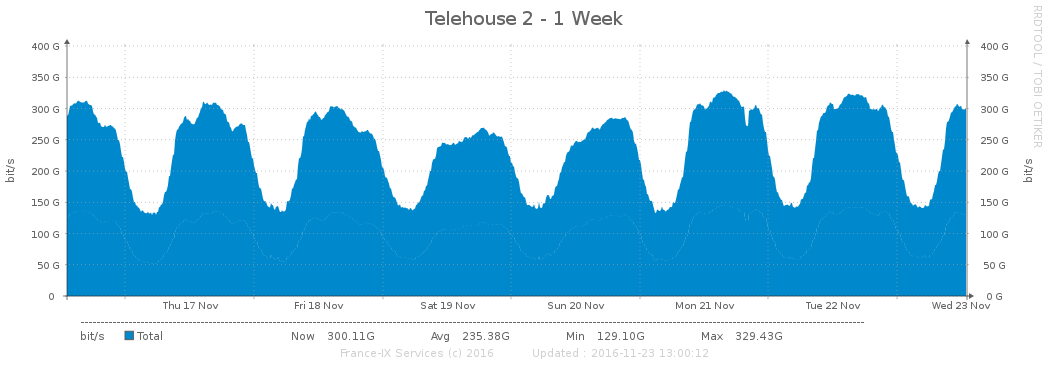 Telehouse 2 - 1 Week
RRDTOOL / TOBI OETIKER
400 G 400 G
350 G 350 G
300 G 300 G
250 G 250 G
200 G 200 G
150 G 150 G
100 G 100 G
50 G 50 G
0 0 G
bit/s bit/s
Thu 17 Nov Fri 18 Nov Sat 19 Nov Sun 20 Nov Mon 21 Nov Tue 22 Nov Wed 23 Nov
bit/s Total Now 300.11G Avg 235.38G Min 129.10G Max 329.43G
France-IX Services (c) 2016 Updated : 2016-11-23 13:00:12